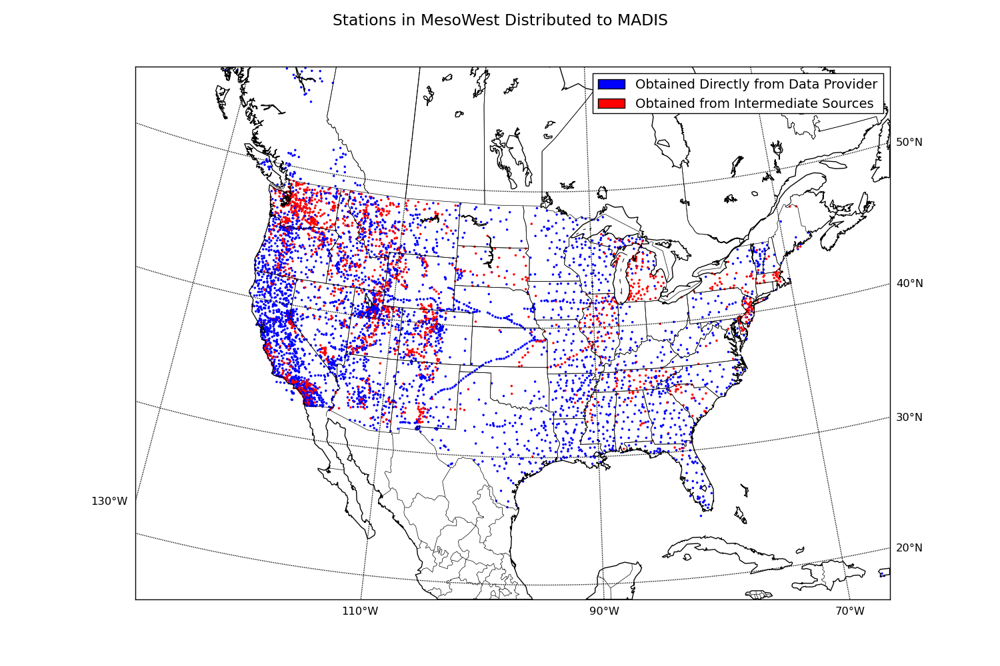 Stations in MesoWest Distributed to MADIS
Obtained Directly from Data Provider
Obtained from Intermediate Sources
50°N
40°N
30°N
130°W
20°N
110°W
90°W
70°W